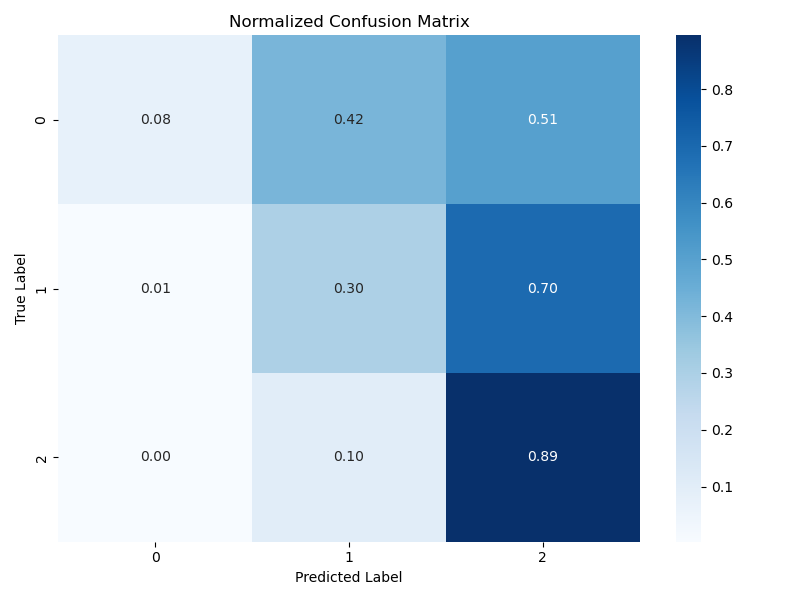 Normalized Confusion Matrix
0 0.08 0.42 0.51
1 0.01 0.30 0.70
2 0.00 0.10 0.89
0 1 2
True Label
Predicted Label
0.8
0.7
0.6
0.5
0.4
0.3
0.2
0.1